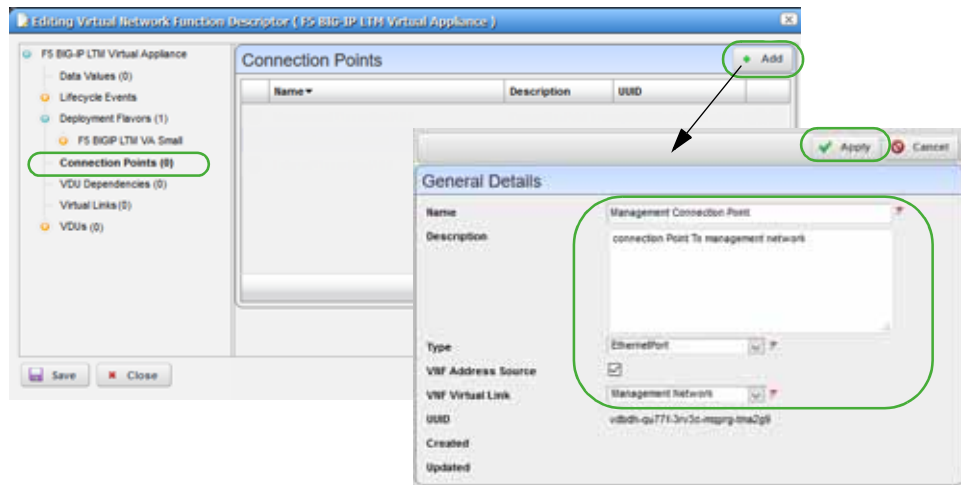 Editing Virtual Network Function Descriptor ( F5 BIG-IP LTM Virtual Appliance )
F5 BIG-IP LTM Virtual Appliance
Data Values (0)
Lifecycle Events
Deployment Flavors (1)
F5 BIGIP LTM VA Small
Connection Points (0)
VDU Dependencies (0)
Virtual Links (0)
VDUs (0)
Save
Close
Connection Points
Add
Name
Description
UUID
Apply
Cancel
General Details
Name
Management Connection Point
Description
connection Point To management network
Type
EthernetPort
VNF Address Source
VNF Virtual Link
Management Network
UUID
Created
Updated